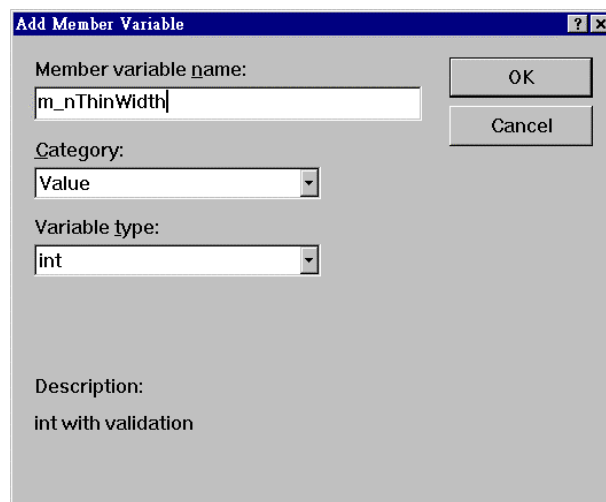 Add Member Variable
Member variable name:
m_nThinWidth
OK
Cancel
Category:
Value
Variable type:
int
Description:
int with validation